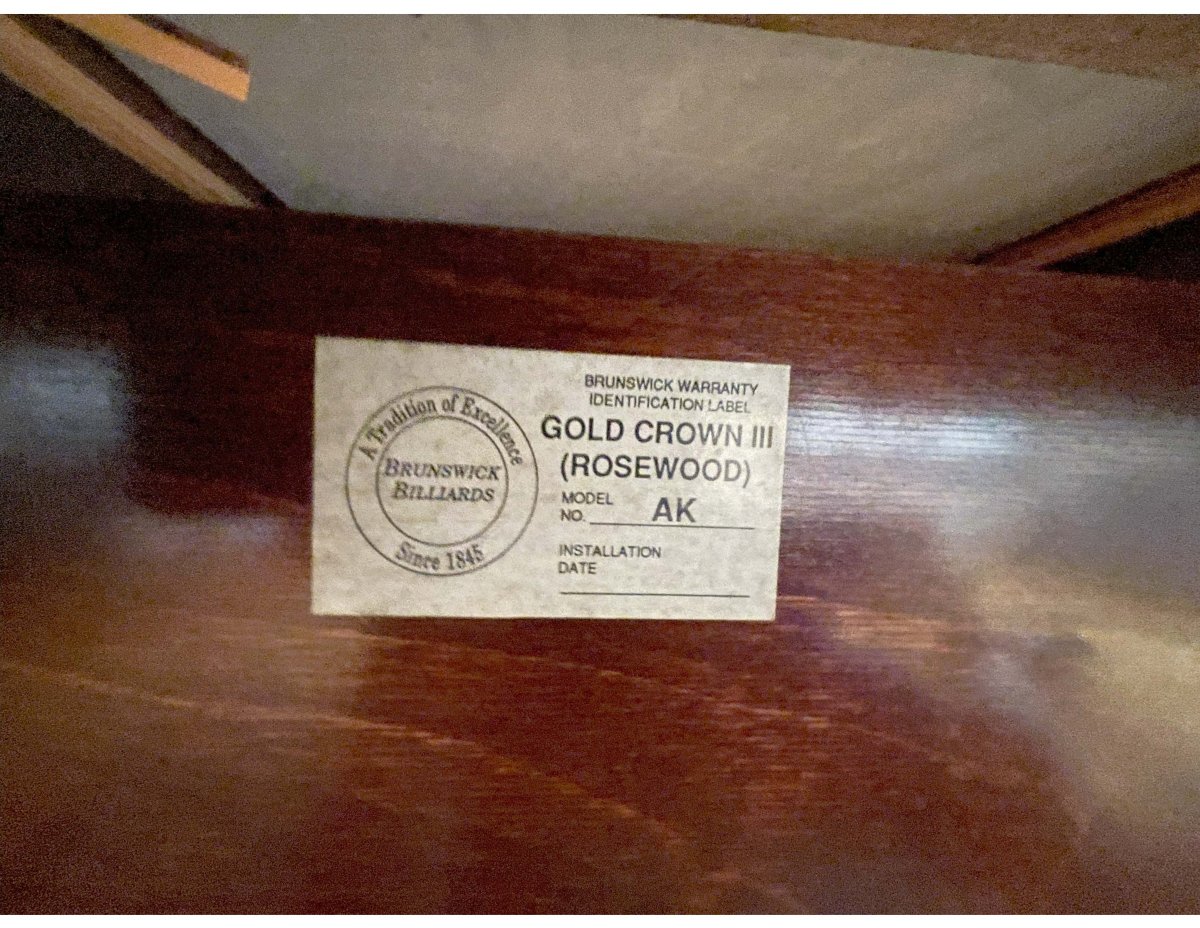 A Tradition of Excellence
BRUNSWICK
BILLIARDS
Since 1845
BRUNSWICK WARRANTY
IDENTIFICATION LABEL
GOLD CROWN III
(ROSEWOOD)
MODEL
NO. AK
INSTALLATION
DATE